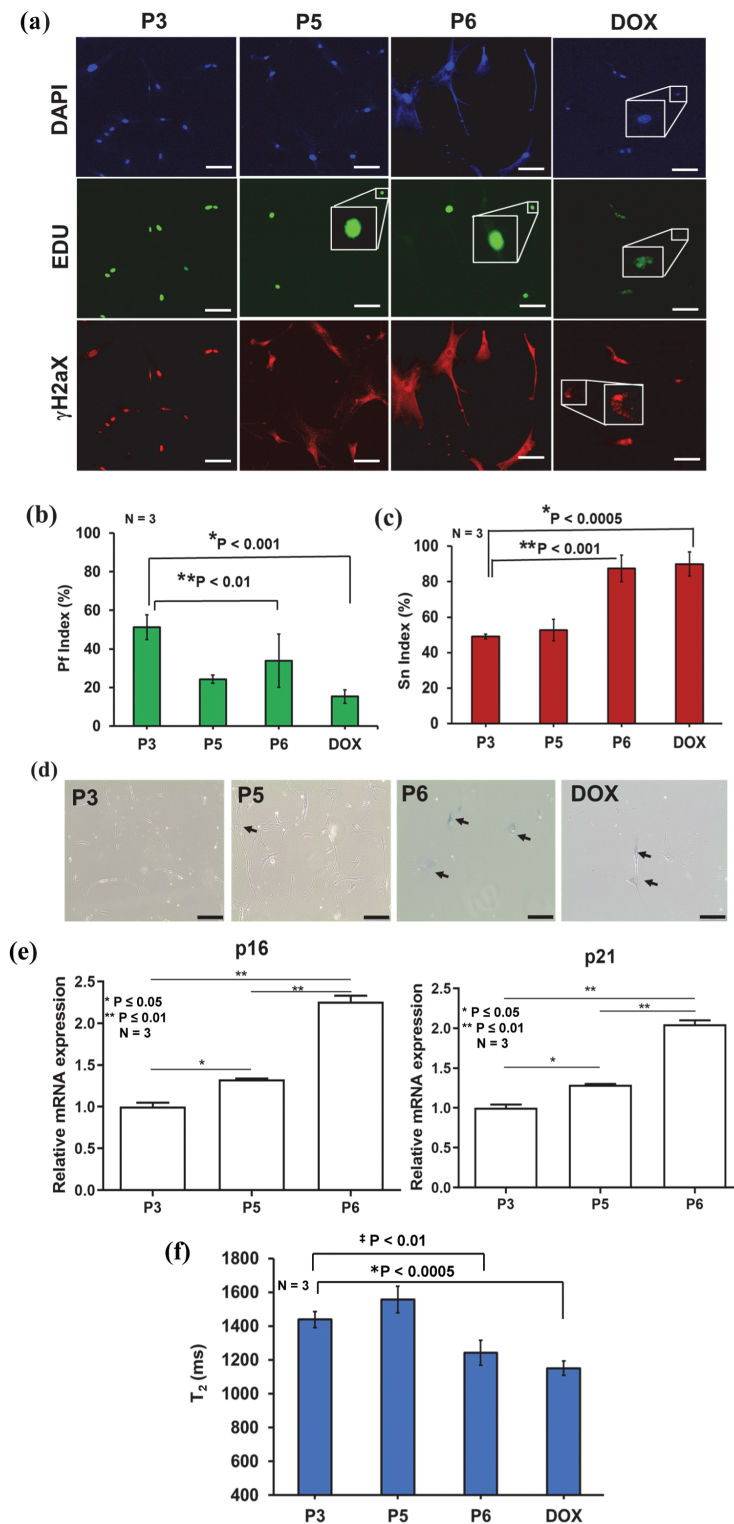 (a)
P3 P5 P6 DOX
DAPI
EDU
γH2aX
(b)
N = 3
*P < 0.001
**P < 0.01
Pf Index (%)
100
80
60
40
20
0
P3 P5 P6 DOX
(c)
N = 3
*P < 0.0005
**P < 0.001
Sn Index (%)
100
80
60
40
20
0
P3 P5 P6 DOX
(d)
P3 P5 P6 DOX
(e)
p16
Relative mRNA expression
2.5
2.0
1.5
1.0
0.5
0.0
* P ≤ 0.05
** P ≤ 0.01
N = 3
**
**
*
P3 P5 P6
p21
Relative mRNA expression
2.5
2.0
1.5
1.0
0.5
0.0
* P ≤ 0.05
** P ≤ 0.01
N = 3
**
**
*
P3 P5 P6
(f)
‡ P < 0.01
*P < 0.0005
N = 3
T2 (ms)
1800
1600
1400
1200
1000
800
600
400
P3 P5 P6 DOX